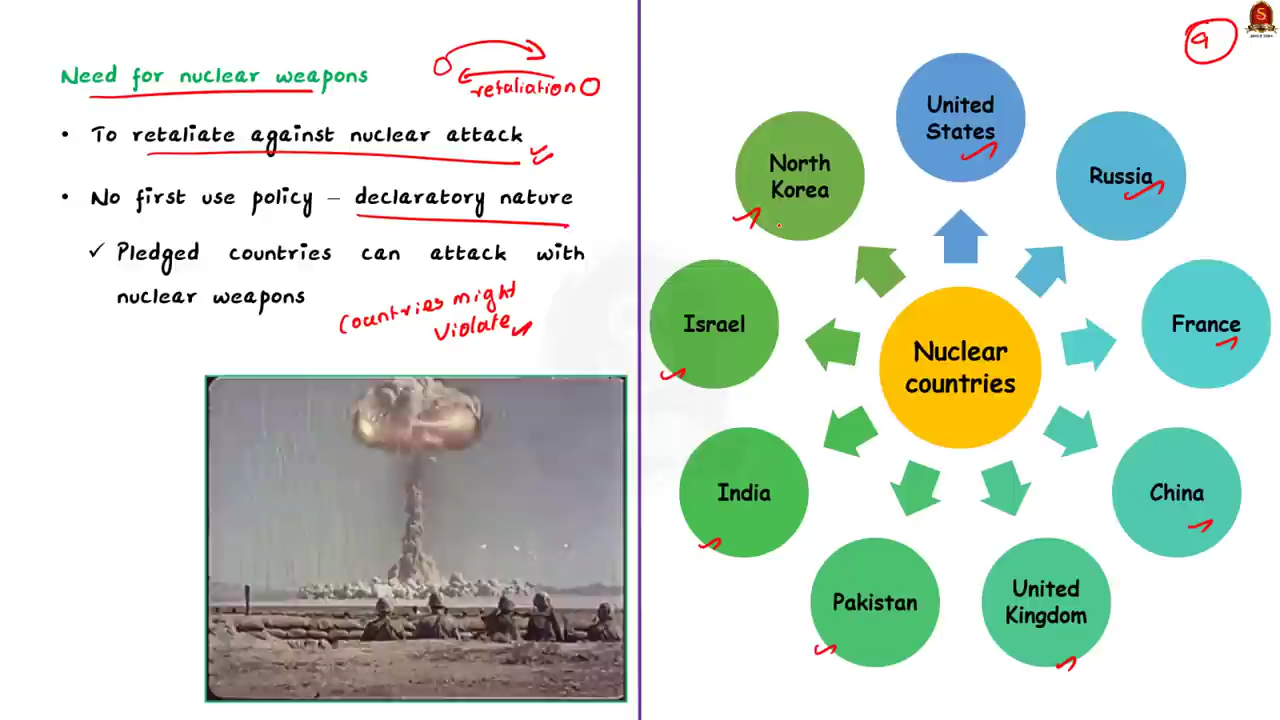 Need for nuclear weapons
retaliation
• To retaliate against nuclear attack
• No first use policy – declaratory nature
✓ Pledged countries can attack with
nuclear weapons
Countries might
violate
9
S
United
States
Russia
France
China
United
Kingdom
Pakistan
India
Israel
North
Korea
Nuclear
countries